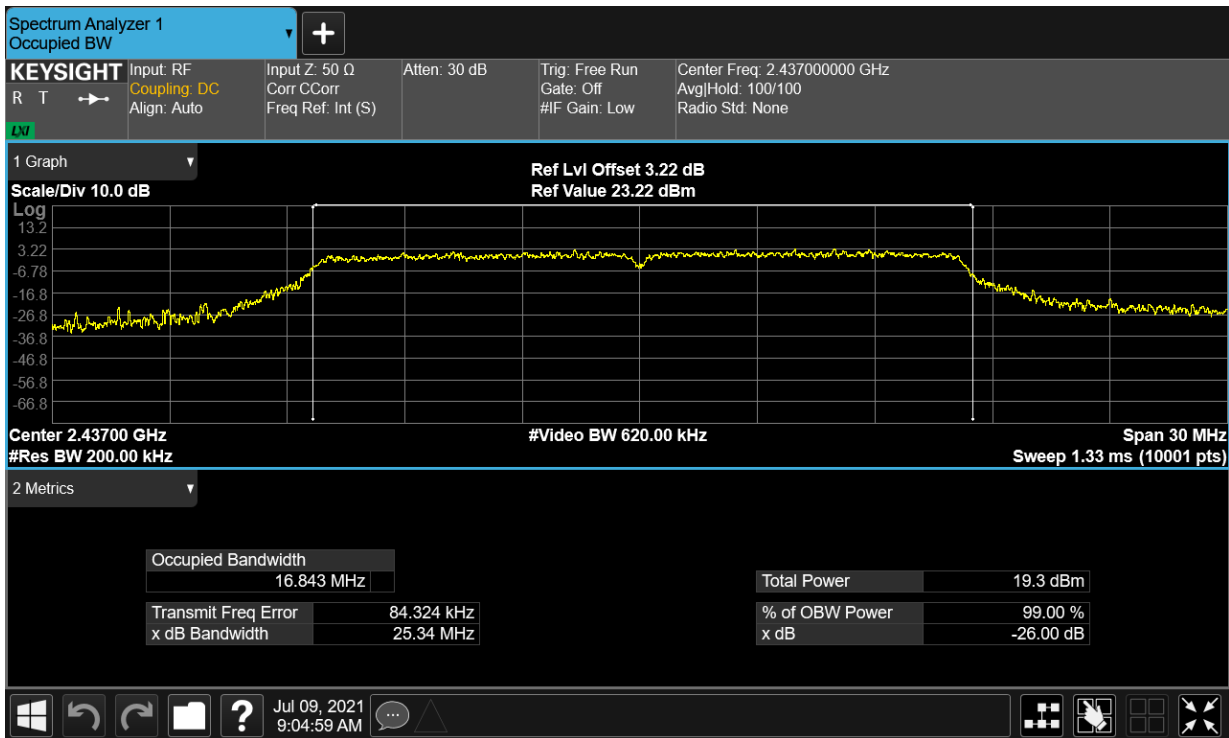 Spectrum Analyzer 1
Occupied BW
+
KEYSIGHT
R T
LXI
Input: RF
Coupling: DC
Align: Auto
Input Z: 50 Ω
Corr CCorr
Freq Ref: Int (S)
Atten: 30 dB
Trig: Free Run
Gate: Off
#IF Gain: Low
Center Freq: 2.437000000 GHz
Avg|Hold: 100/100
Radio Std: None
1 Graph
Ref Lvl Offset 3.22 dB
Scale/Div 10.0 dB
Ref Value 23.22 dBm
Log
13.2
3.22
-6.78
-16.8
-26.8
-36.8
-46.8
-56.8
-66.8
Center 2.43700 GHz
#Video BW 620.00 kHz
Span 30 MHz
#Res BW 200.00 kHz
Sweep 1.33 ms (10001 pts)
2 Metrics
Occupied Bandwidth
16.843 MHz
Total Power 19.3 dBm
Transmit Freq Error 84.324 kHz
% of OBW Power 99.00 %
x dB Bandwidth 25.34 MHz
x dB -26.00 dB
?
Jul 09, 2021
9:04:59 AM
...